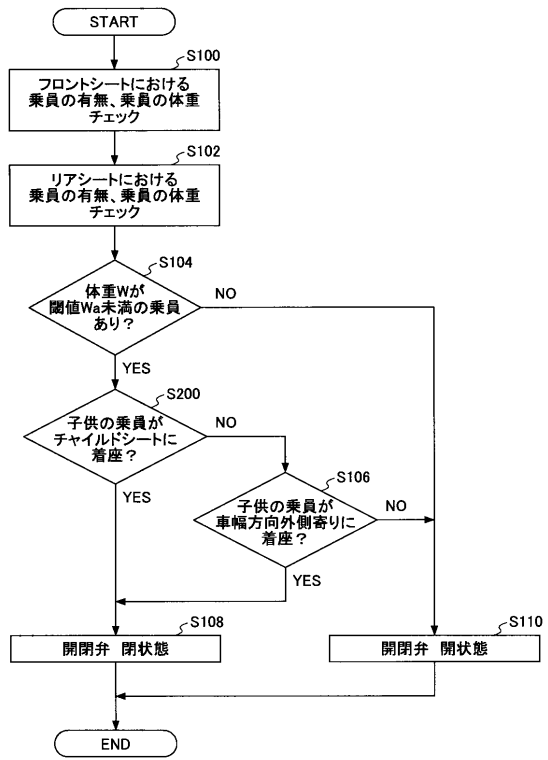 START
S100
フロントシートにおける
乗員の有無、乗員の体重
チェック
S102
リアシートにおける
乗員の有無、乗員の体重
チェック
S104
体重Wが
閾値Wa未満の乗員
あり?
NO
YES
S200
子供の乗員が
チャイルドシートに
着座?
NO
YES
S106
子供の乗員が
車幅方向外側寄りに
着座?
NO
YES
S108
開閉弁 閉状態
S110
開閉弁 開状態
END